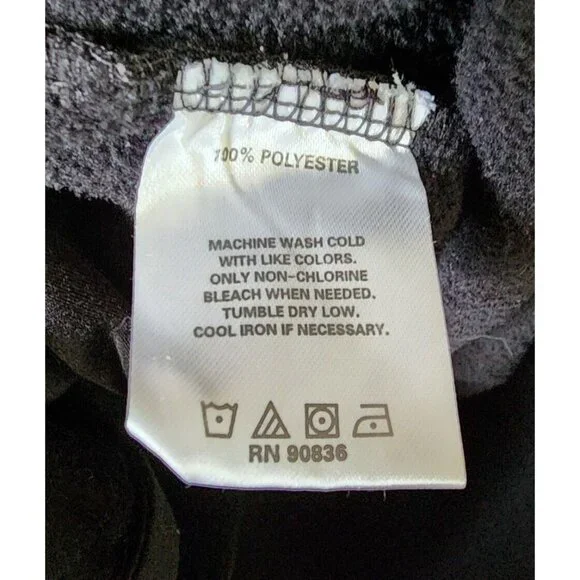 100% POLYESTER
MACHINE WASH COLD
WITH LIKE COLORS.
ONLY NON-CHLORINE
BLEACH WHEN NEEDED.
TUMBLE DRY LOW.
COOL IRON IF NECESSARY.
RN 90836